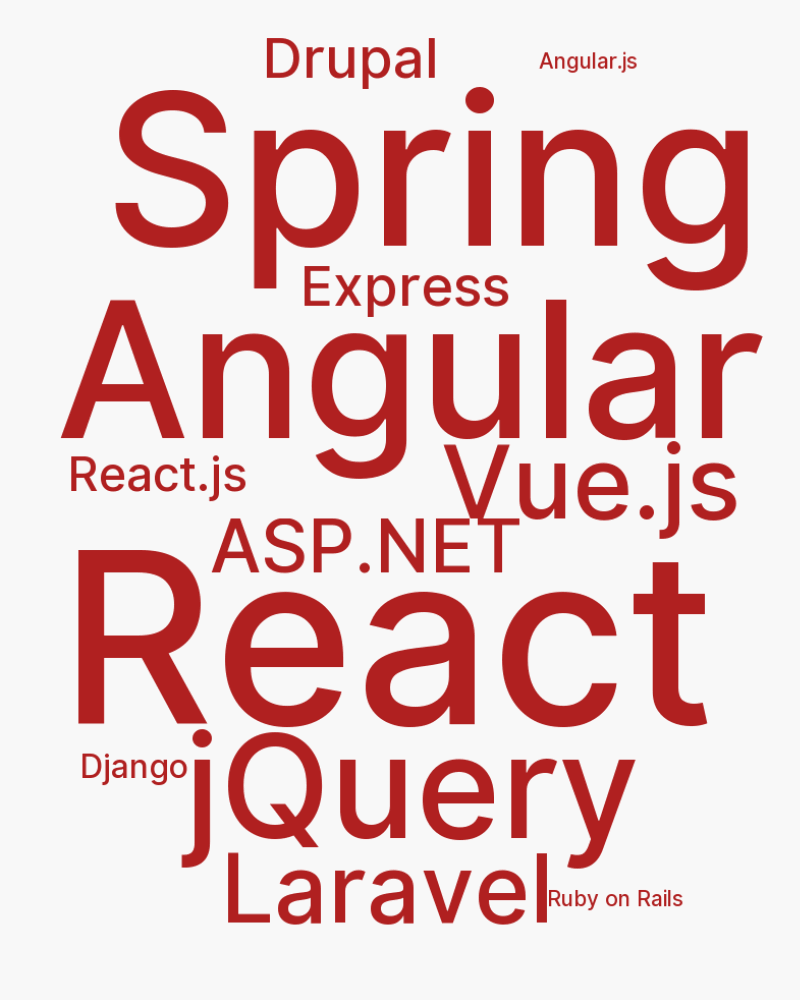 Drupal
Angular.js
Spring
Express
Angular
React.js
Vue.js
ASP.NET
React
Django
jQuery
Laravel
Ruby on Rails